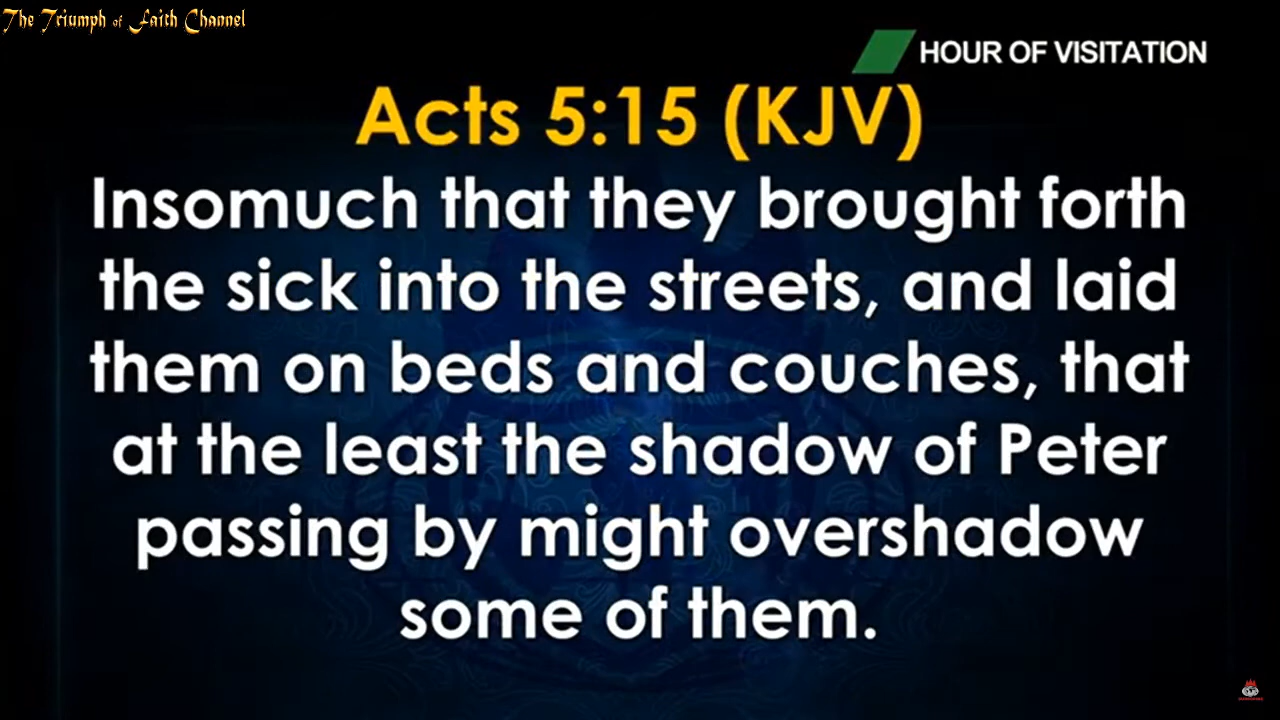 The Triumph of Faith Channel
HOUR OF VISITATION
Acts 5:15 (KJV)
Insomuch that they brought forth
the sick into the streets, and laid
them on beds and couches, that
at the least the shadow of Peter
passing by might overshadow
some of them.